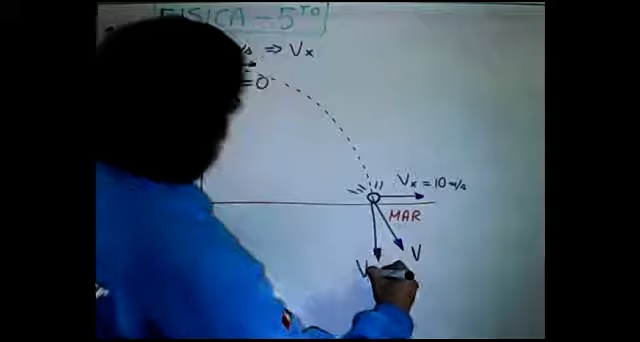 FISICA - 5TO
⇒ Vx
= 0
Vx = 10 m/s
MAR
V
V